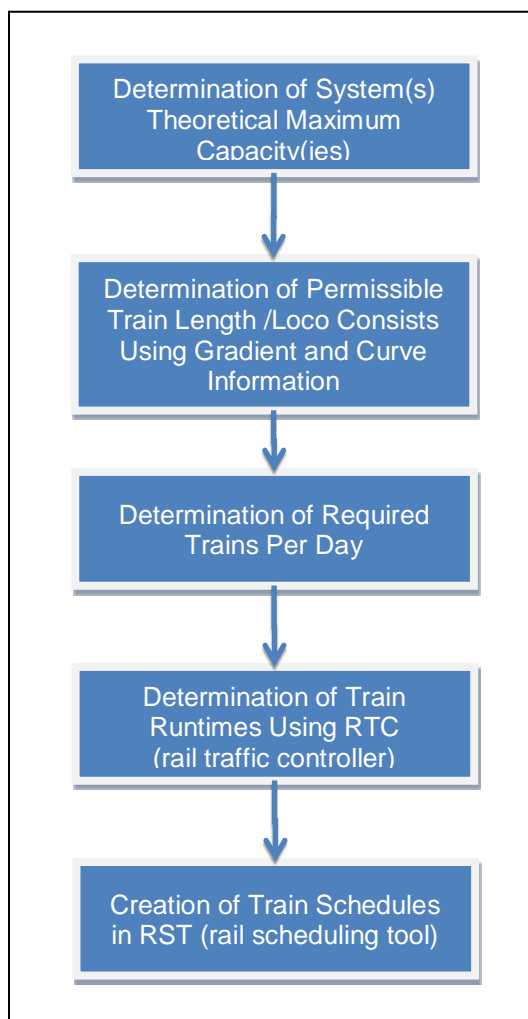 Determination of System(s)
Theoretical Maximum
Capacity(ies)
Determination of Permissible
Train Length /Loco Consists
Using Gradient and Curve
Information
Determination of Required
Trains Per Day
Determination of Train
Runtimes Using RTC
(rail traffic controller)
Creation of Train Schedules
in RST (rail scheduling tool)